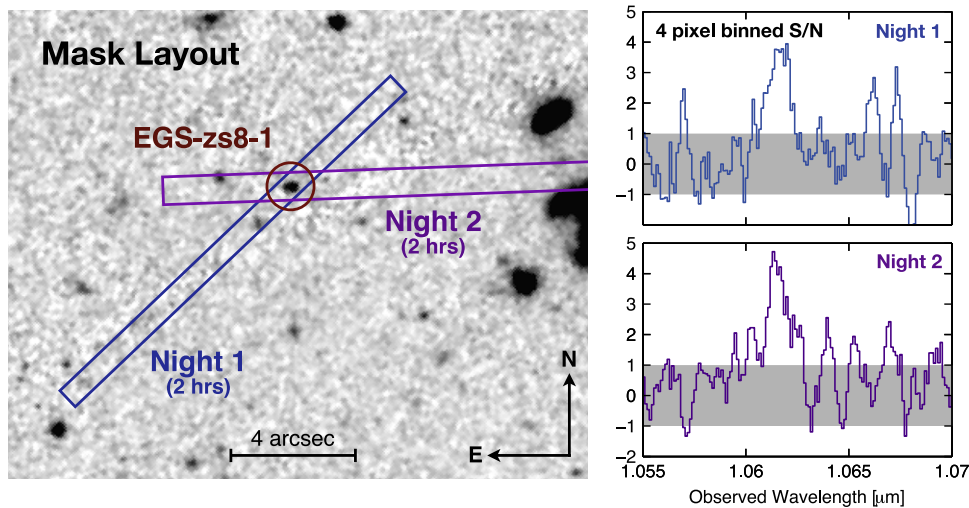 Mask Layout
EGS-zs8-1
Night 2
(2 hrs)
Night 1
(2 hrs)
4 arcsec
N
E
4 pixel binned S/N
Night 1
5
4
3
2
1
0
-1
Night 2
5
4
3
2
1
0
-1
-2
1.055
1.06
1.065
1.07
Observed Wavelength [μm]